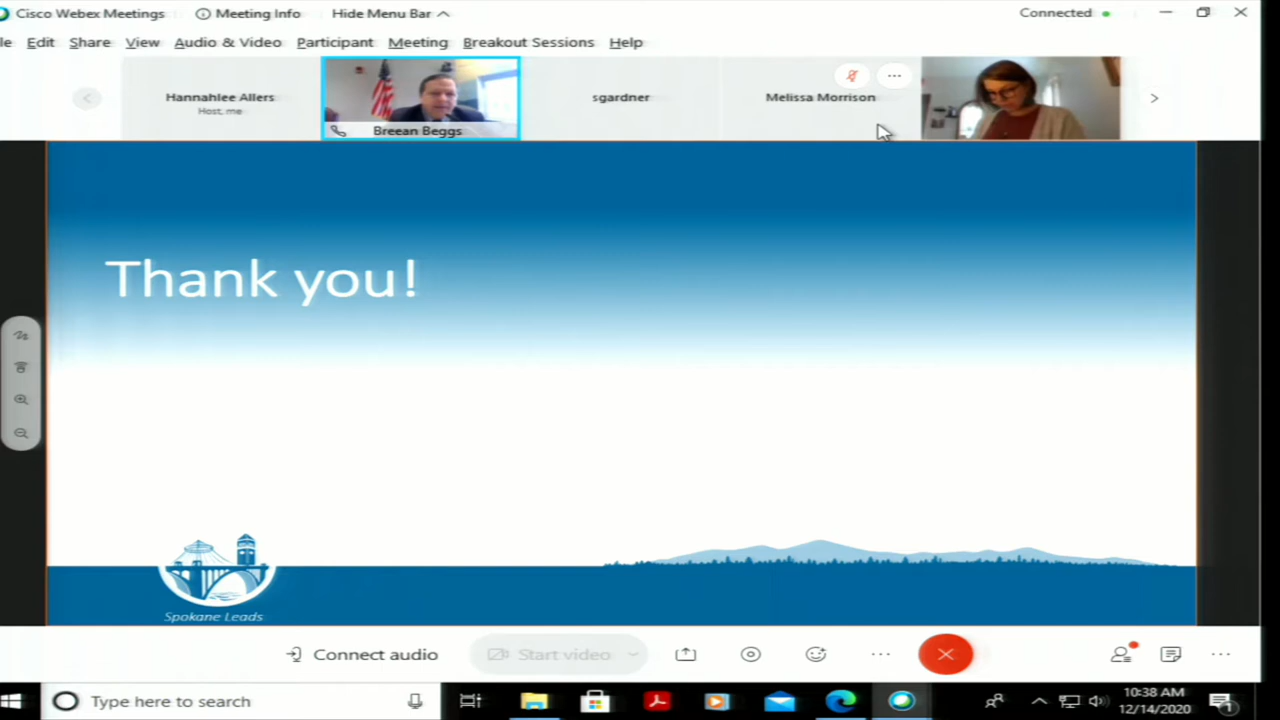 Cisco Webex Meetings
Meeting Info
Hide Menu Bar
Connected
le Edit Share View Audio & Video Participant Meeting Breakout Sessions Help
Hannahlee Allers
Host, me
Breean Beggs
sgardner
Melissa Morrison
Thank you!
Spokane Leads
Connect audio
Start video
Type here to search
10:38 AM
12/14/2020
1